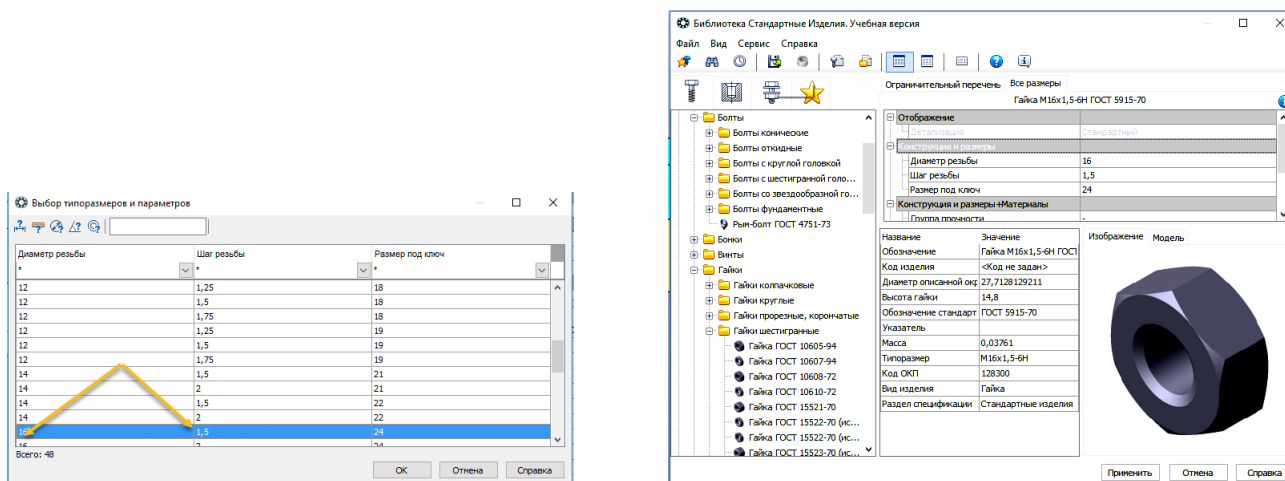 Выбор типоразмеров и параметров
Диаметр резьбы Шаг резьбы Размер под ключ
* * *
12 1,25 18
12 1,5 18
12 1,75 18
12 1,25 19
12 1,5 19
12 1,75 19
14 1,5 21
14 2 21
14 1,5 22
14 2 22
16 1,5 24
Всего: 48
ОК Отмена Справка
Библиотека Стандартные Изделия. Учебная версия
Файл Вид Сервис Справка
Ограничительный перечень Все размеры
Гайка M16x1,5-6H ГОСТ 5915-70
Отображение
Детализация Стандартный
Конструкция и размеры
Диаметр резьбы 16
Шаг резьбы 1,5
Размер под ключ 24
Конструкция и размеры+Материалы
Группа прочности -
Болты
Болты конические
Болты откидные
Болты с круглой головкой
Болты с шестигранной голо...
Болты со звездообразной го...
Болты фундаментные
Рым-болт ГОСТ 4751-73
Бонки
Винты
Гайки
Гайки колпачковые
Гайки круглые
Гайки прорезные, корончатые
Гайки шестигранные
Гайка ГОСТ 10605-94
Гайка ГОСТ 10607-94
Гайка ГОСТ 10608-72
Гайка ГОСТ 10610-72
Гайка ГОСТ 15521-70
Гайка ГОСТ 15522-70 (ис...
Гайка ГОСТ 15522-70 (ис...
Гайка ГОСТ 15523-70 (ис...
Название Значение
Обозначение Гайка M16x1,5-6H ГОСТ
Код изделия <Код не задан>
Диаметр описанной окр 27,7128129211
Высота гайки 14,8
Обозначение стандарт ГОСТ 5915-70
Указатель
Масса 0,03761
Типоразмер M16x1,5-6H
Код ОКП 128300
Вид изделия Гайка
Раздел спецификации Стандартные изделия
Изображение Модель
Применить Отмена Справка